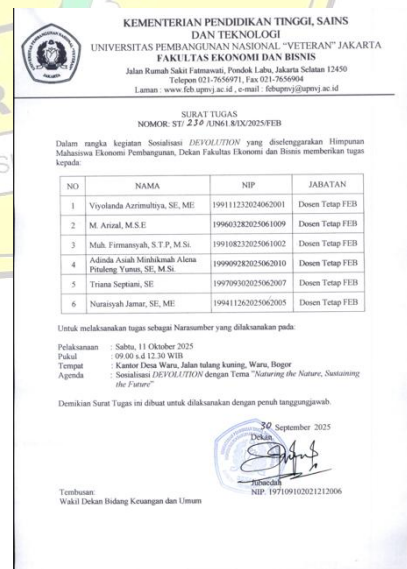 KEMENTERIAN PENDIDIKAN TINGGI, SAINS
DAN TEKNOLOGI
UNIVERSITAS PEMBANGUNAN NASIONAL "VETERAN" JAKARTA
FAKULTAS EKONOMI DAN BISNIS
Jalan Rumah Sakit Fatmawati, Pondok Labu, Jakarta Selatan 12450
Telepon 021-7656971, Fax 021-7656904
Laman : www.feb.upnvj.ac.id , e-mail : febupnvj@upnvj.ac.id
SURAT TUGAS
NOMOR: ST/ 230 /UN61.8/IX/2025/FEB
Dalam rangka kegiatan Sosialisasi DEVOLUTION yang diselenggarakan Himpunan
Mahasiswa Ekonomi Pembangunan, Dekan Fakultas Ekonomi dan Bisnis memberikan tugas
kepada:
NO NAMA NIP JABATAN
1 Viyolanda Azrimultiya, SE, ME 199111232024062001 Dosen Tetap FEB
2 M. Arizal, M.S.E 199603282025061009 Dosen Tetap FEB
3 Muh. Firmansyah, S.T.P, M.Si. 199108232025061002 Dosen Tetap FEB
4 Adinda Asiah Minhikmah Alena
Pituleng Yunus, SE, M.Si. 199909282025062010 Dosen Tetap FEB
5 Triana Septiani, SE 199709302025062007 Dosen Tetap FEB
6 Nuraisyah Jamar, SE, ME 199411262025062005 Dosen Tetap FEB
Untuk melaksanakan tugas sebagai Narasumber yang dilaksanakan pada:
Pelaksanaan : Sabtu, 11 Oktober 2025
Pukul : 09.00 s.d 12.30 WIB
Tempat : Kantor Desa Waru, Jalan tulang kuning, Waru, Bogor
Agenda : Sosialisasi DEVOLUTION dengan Tema "Naturing the Nature, Sustaining
the Future"
Demikian Surat Tugas ini dibuat untuk dilaksanakan dengan penuh tanggungjawab.
30 September 2025
Dekan,
Jubaedah
NIP. 197109102021212006
Tembusan:
Wakil Dekan Bidang Keuangan dan Umum